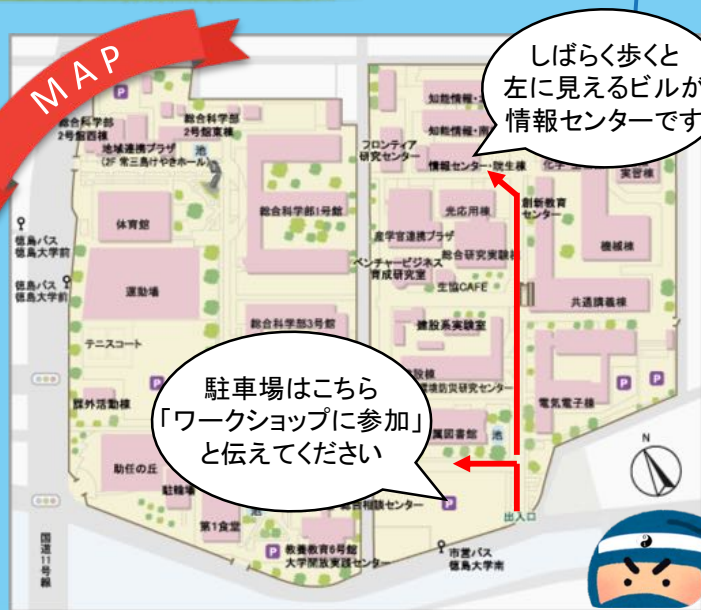 MAP
しばらく歩くと
左に見えるビルが
情報センターです
総合科学部
2号館西棟
総合科学部
2号館東棟
地域連携プラザ
(2F 常三島けやきホール)
池
P
知能情報・
知能情報・南
フロンティア
研究センター
情報センター・院生棟
実習棟
体育館
総合科学部1号館
光応用棟
創新教育
センター
産学官連携プラザ
総合研究実験棟
機械棟
ベンチャービジネス
育成研究室
生協CAFE
共通講義棟
徳島バス
徳島大学前
徳島バス
徳島大学前
運動場
総合科学部3号館
建設系実験室
テニスコート
P
駐車場はこちら
「ワークショップに参加」
と伝えてください
設棟
環境防災研究センター
電気電子棟
P
P
課外活動棟
属図書館
池
N
助任の丘
駐輪場
池
総合相談センター
P
出入口
第1食堂
P
教養教育6号館
大学開放実践センター
市営バス
徳島大学南
国道11号線